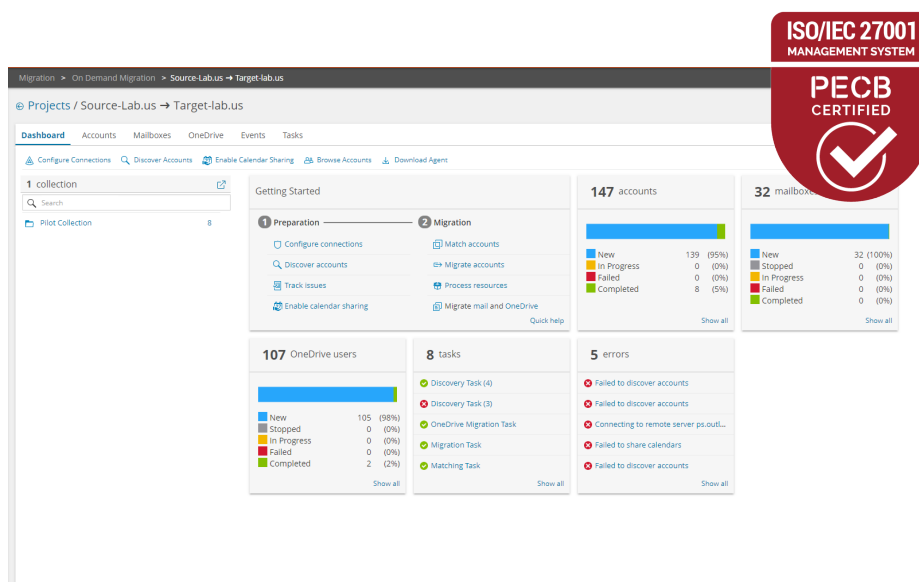 ISO/IEC 27001
MANAGEMENT SYSTEM
PECB
CERTIFIED
Migration > On Demand Migration > Source-Lab.us → Target-lab.us
Projects / Source-Lab.us → Target-lab.us
Dashboard Accounts Mailboxes OneDrive Events Tasks
Configure Connections Discover Accounts Enable Calendar Sharing Browse Accounts Download Agent
1 collection
Search
Pilot Collection 8
Getting Started
1 Preparation
Configure connections
Discover accounts
Track issues
Enable calendar sharing
2 Migration
Match accounts
Migrate accounts
Process resources
Migrate mail and OneDrive
Quick help
147 accounts
New 139 (95%)
In Progress 0 (0%)
Failed 0 (0%)
Completed 8 (5%)
Show all
32
New 32 (100%)
Stopped 0 (0%)
In Progress 0 (0%)
Failed 0 (0%)
Completed 0 (0%)
Show all
107 OneDrive users
New 105 (98%)
Stopped 0 (0%)
In Progress 0 (0%)
Failed 0 (0%)
Completed 2 (2%)
Show all
8 tasks
Discovery Task (4)
Discovery Task (3)
OneDrive Migration Task
Migration Task
Matching Task
Show all
5 errors
Failed to discover accounts
Failed to discover accounts
Connecting to remote server ps.outl...
Failed to share calendars
Failed to discover accounts
Show all